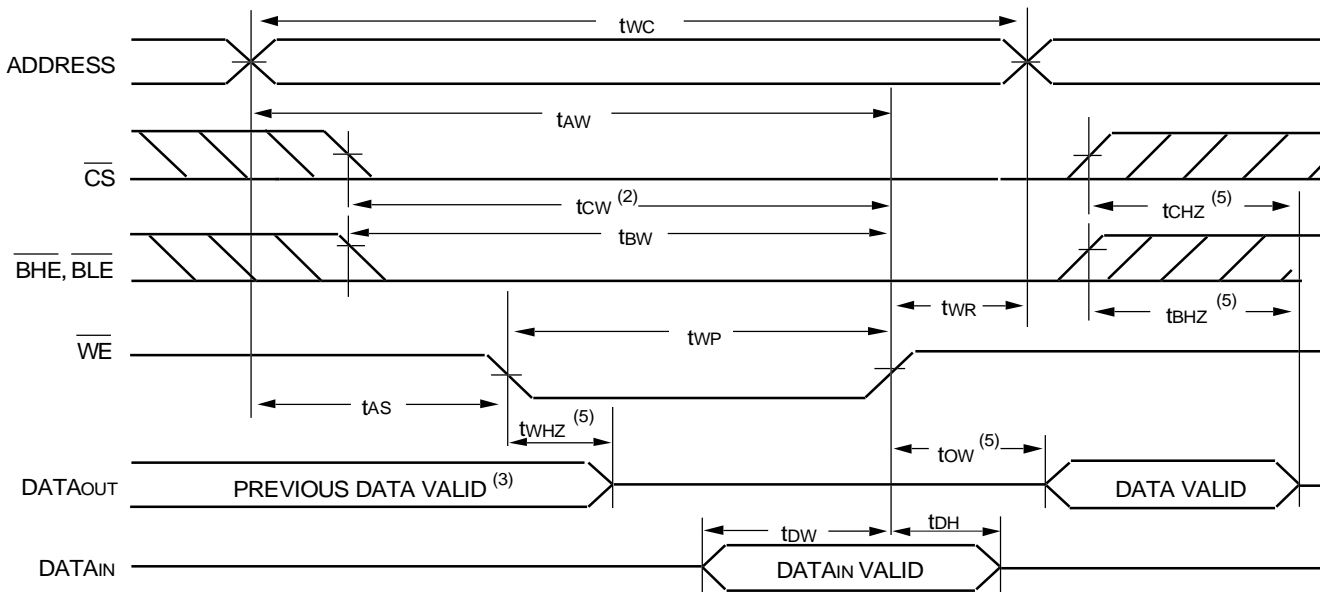 tWC
ADDRESS
tAW
CS
tCW (2)
tCHZ (5)
tBW
BHE, BLE
tWR
tBHZ (5)
tWP
WE
tAS
tWHZ (5)
tOW (5)
DATAOUT
PREVIOUS DATA VALID (3)
DATA VALID
tDW
tDH
DATAIN
DATAIN VALID